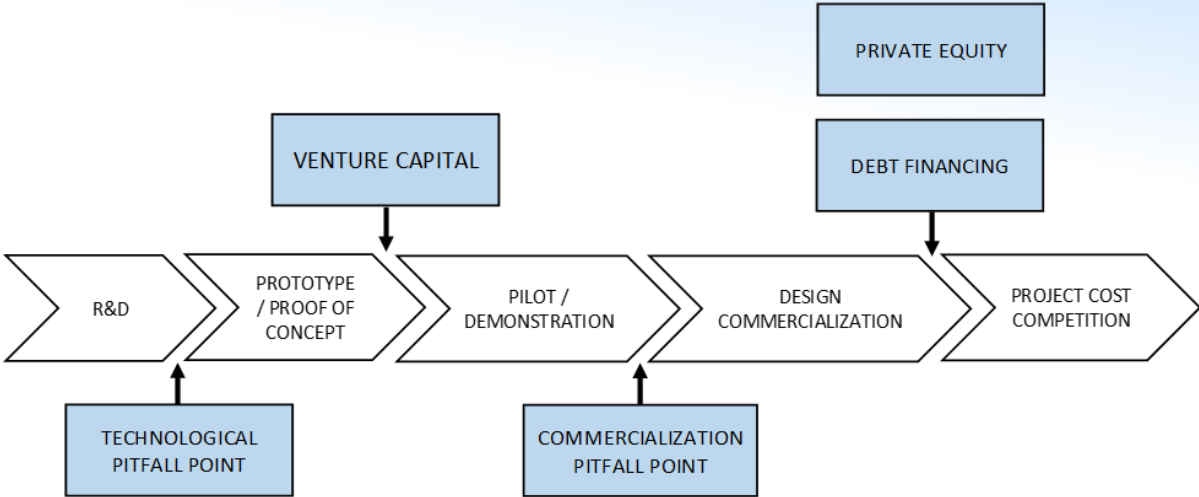 PRIVATE EQUITY
VENTURE CAPITAL
DEBT FINANCING
R&D
PROTOTYPE
/ PROOF OF
CONCEPT
PILOT /
DEMONSTRATION
DESIGN
COMMERCIALIZATION
PROJECT COST
COMPETITION
TECHNOLOGICAL
PITFALL POINT
COMMERCIALIZATION
PITFALL POINT